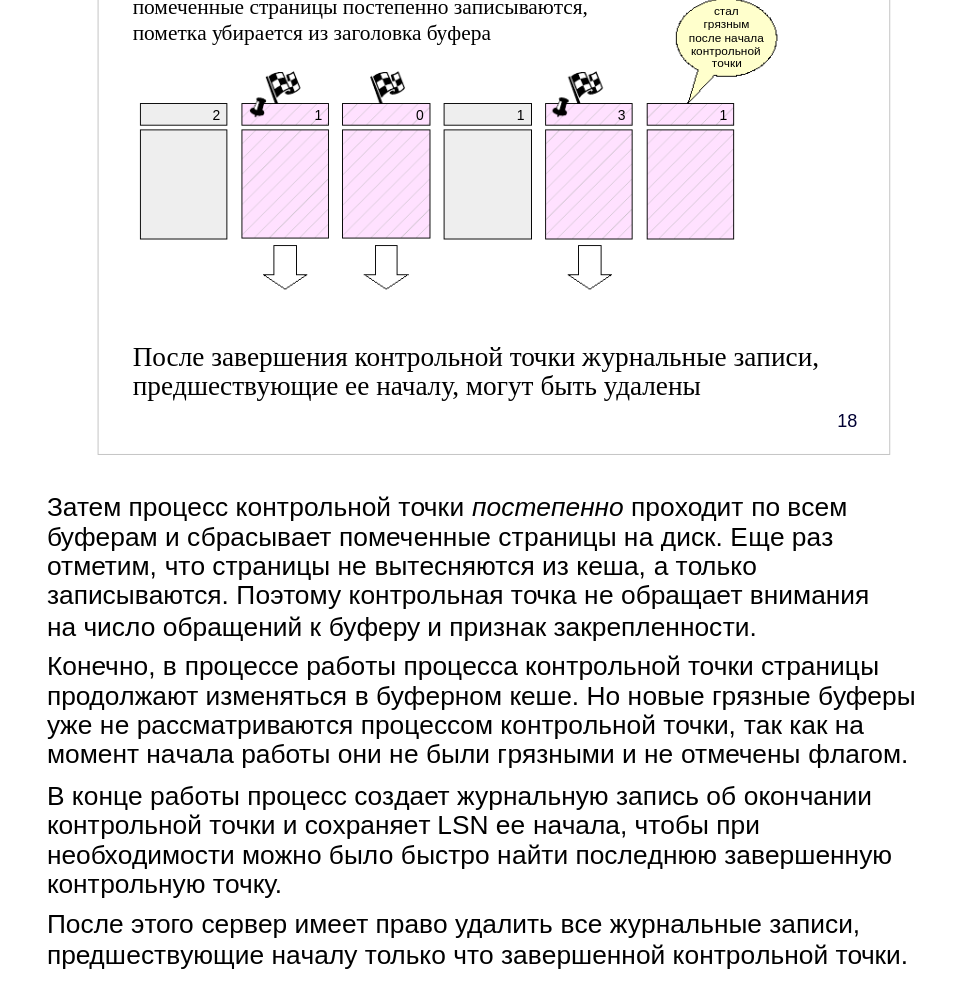 помеченные страницы постепенно записываются,
пометка убирается из заголовка буфера
стал
грязным
после начала
контрольной
точки
2
1
0
1
3
1
После завершения контрольной точки журнальные записи,
предшествующие ее началу, могут быть удалены
18
Затем процесс контрольной точки постепенно проходит по всем
буферам и сбрасывает помеченные страницы на диск. Еще раз
отметим, что страницы не вытесняются из кеша, а только
записываются. Поэтому контрольная точка не обращает внимания
на число обращений к буферу и признак закрепленности.
Конечно, в процессе работы процесса контрольной точки страницы
продолжают изменяться в буферном кеше. Но новые грязные буферы
уже не рассматриваются процессом контрольной точки, так как на
момент начала работы они не были грязными и не отмечены флагом.
В конце работы процесс создает журнальную запись об окончании
контрольной точки и сохраняет LSN ее начала, чтобы при
необходимости можно было быстро найти последнюю завершенную
контрольную точку.
После этого сервер имеет право удалить все журнальные записи,
предшествующие началу только что завершенной контрольной точки.